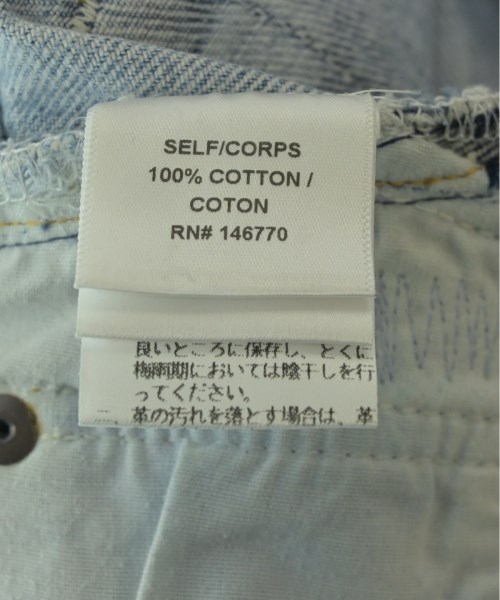 SELF/CORPS
100% COTTON /
COTON
RN# 146770
良いところに保存し、とくに
梅雨期においては陰干しを行
ってください。
革の汚れを落とす場合は、革